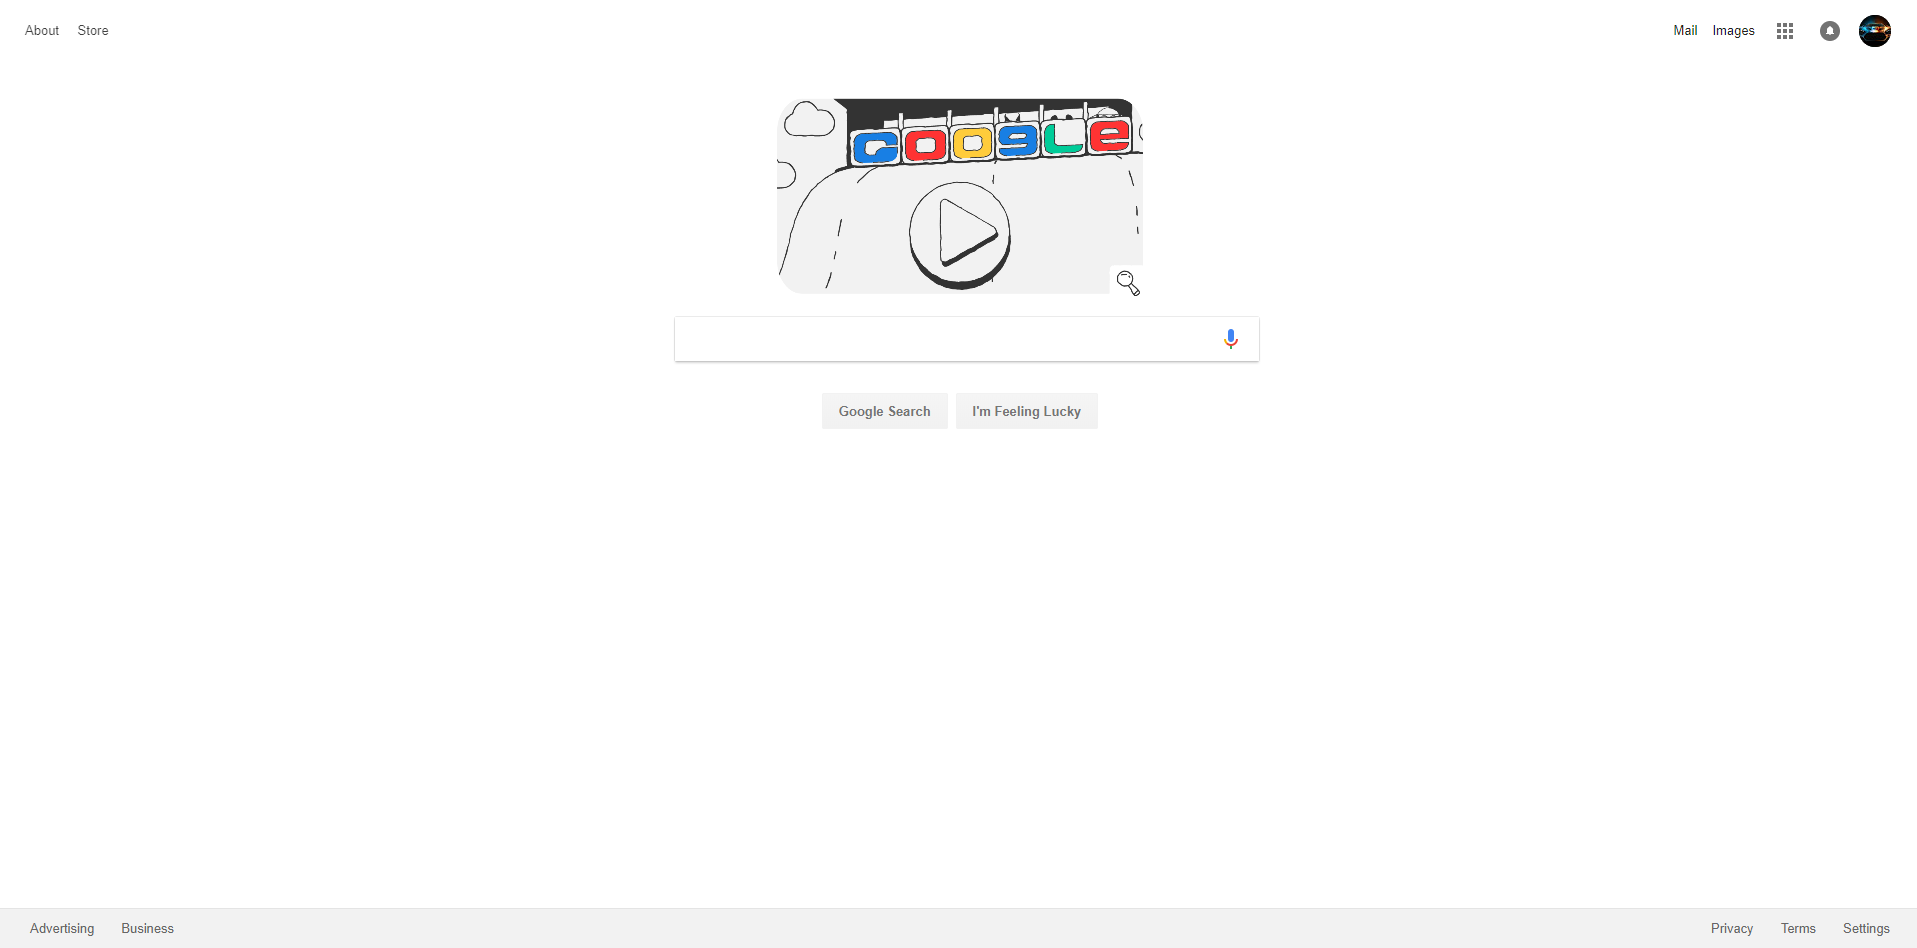 About Store
Mail Images
GOOGLE
Google Search I'm Feeling Lucky
Advertising Business
Privacy Terms Settings